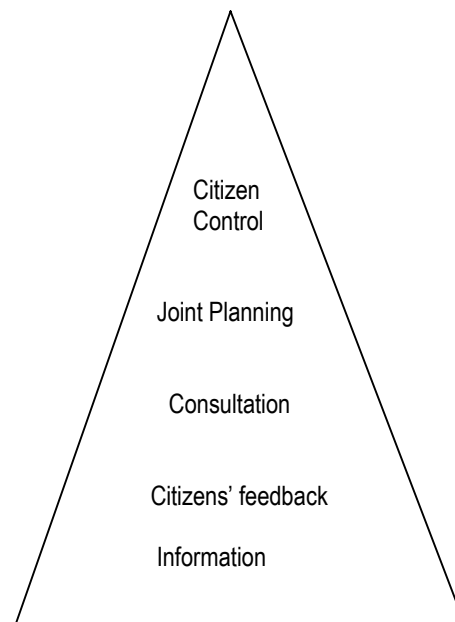 Citizen
Control
Joint Planning
Consultation
Citizens’ feedback
Information